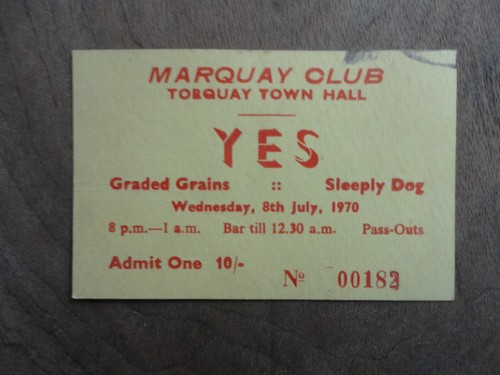 MARQUAY CLUB
TORQUAY TOWN HALL
YES
Graded Grains :: Sleeply Dog
Wednesday, 8th July, 1970
8 p.m.—1 a.m. Bar till 12.30 a.m. Pass-Outs
Admit One 10/-
No 00182